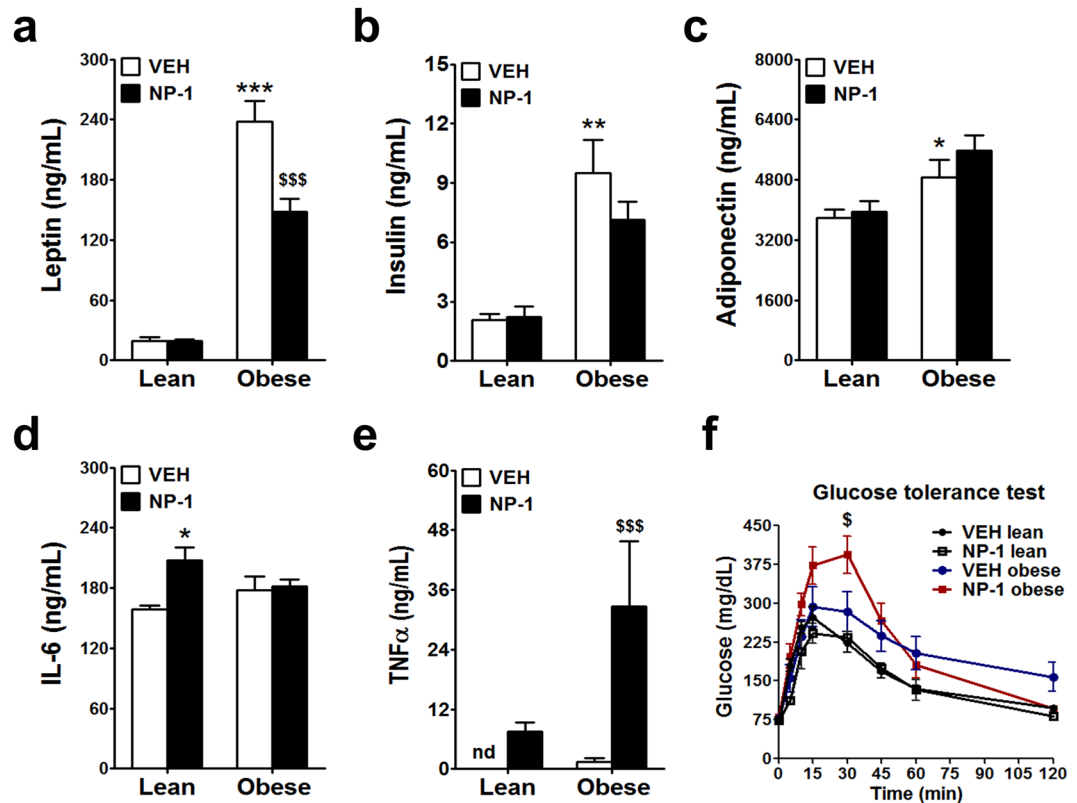 a
300
240
180
120
60
0
Leptin (ng/mL)
VEH
NP-1
***
$$$
Lean Obese
b
15
12
9
6
3
0
Insulin (ng/mL)
VEH
NP-1
**
Lean Obese
c
8000
6400
4800
3200
1600
0
Adiponectin (ng/mL)
VEH
NP-1
*
Lean Obese
d
300
240
180
120
60
0
IL-6 (ng/mL)
VEH
NP-1
*
Lean Obese
e
60
48
36
24
12
0
TNFα (ng/mL)
VEH
NP-1
$$$
nd
Lean Obese
f
Glucose tolerance test
450
375
300
225
150
75
0
Glucose (mg/dL)
$
VEH lean
NP-1 lean
VEH obese
NP-1 obese
0 15 30 45 60 75 90 105 120
Time (min)